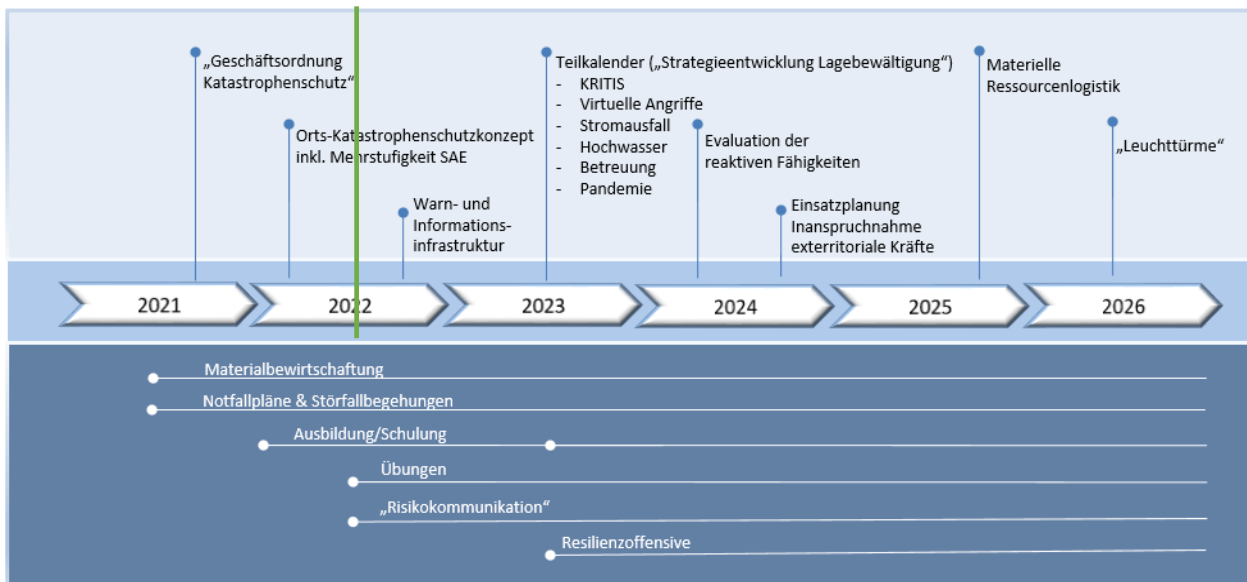 „Geschäftsordnung
Katastrophenschutz“
Orts-Katastrophenschutzkonzept
inkl. Mehrstufigkeit SAE
Warn- und
Informations-
infrastruktur
Teilkalender („Strategieentwicklung Lagebewältigung“)
- KRITIS
- Virtuelle Angriffe
- Stromausfall
- Hochwasser
- Betreuung
- Pandemie
Evaluation der
reaktiven Fähigkeiten
Einsatzplanung
Inanspruchnahme
exterritoriale Kräfte
Materielle
Ressourcenlogistik
„Leuchttürme“
2021
2022
2023
2024
2025
2026
Materialbewirtschaftung
Notfallpläne & Störfallbegehungen
Ausbildung/Schulung
Übungen
„Risikokommunikation“
Resilienzoffensive